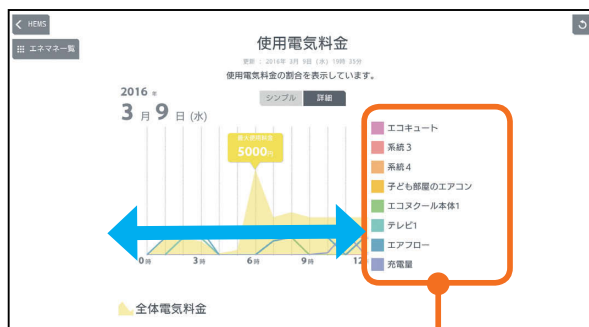 HEMS
エネマネ一覧
使用電気料金
更新 : 2016年 3月 9日 (水) 19時 35分
使用電気料金の割合を表示しています。
2016 年
3 月 9 日 (水)
シンプル 詳細
5000円
エコキュート
系統3
系統4
子ども部屋のエアコン
エコヌクール本体1
テレビ1
エアフロー
充電量
0時 3時 6時 9時 12
全体電気料金